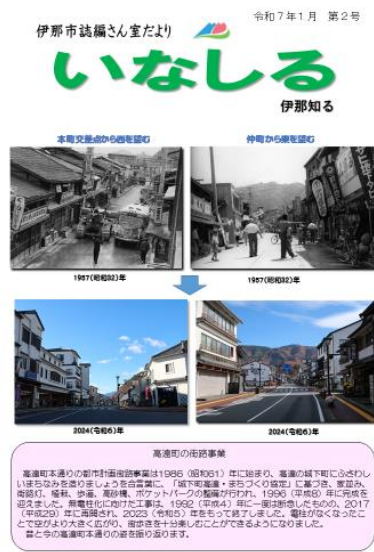 令和7年1月　第2号
伊那市誌編さん室だより
いなしる
伊那知る
本町交差点から西を望む
仲町から東を望む
1957(昭和32)年
1957(昭和32)年
2024(令和6)年
2024(令和6)年
高遠町の街路事業
高遠町本通りの都市計画街路事業は1986（昭和61）年に始まり、高遠の城下町にふさわし
いまちなみを造りましょうを合言葉に、「城下町高遠・まちづくり協定」に基づき、家並み、
街路灯、植栽、歩道、高砂橋、ポケットパークの整備が行われ、1996（平成8）年に完成を
迎えました。無電柱化に向けた工事は、1992（平成4）年に一度は断念したものの、2017
（平成29）年に再開され、2023（令和5）年をもって終了しました。電柱がなくなったこ
とで空がより大きく広がり、街歩きを十分楽しむことができるようになりました。
昔と今の高遠町本通りの姿を振り返ります。